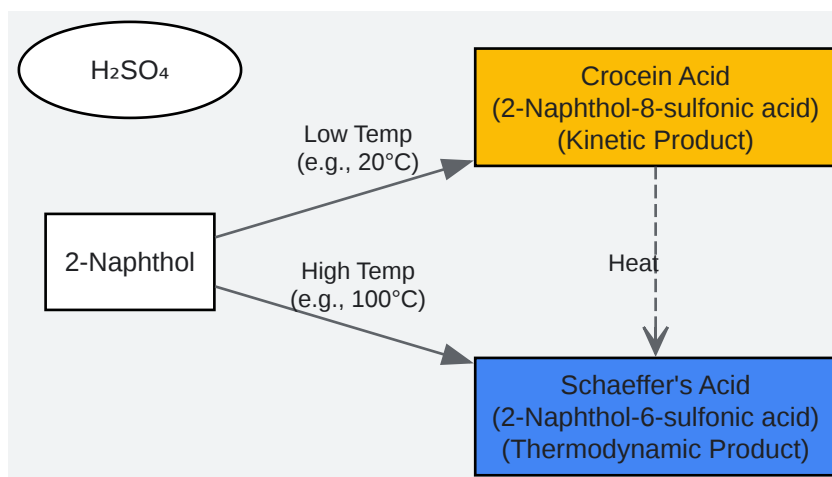 H₂SO₄
2-Naphthol
Low Temp
(e.g., 20°C)
High Temp
(e.g., 100°C)
Crocein Acid
(2-Naphthol-8-sulfonic acid)
(Kinetic Product)
Heat
Schaeffer's Acid
(2-Naphthol-6-sulfonic acid)
(Thermodynamic Product)